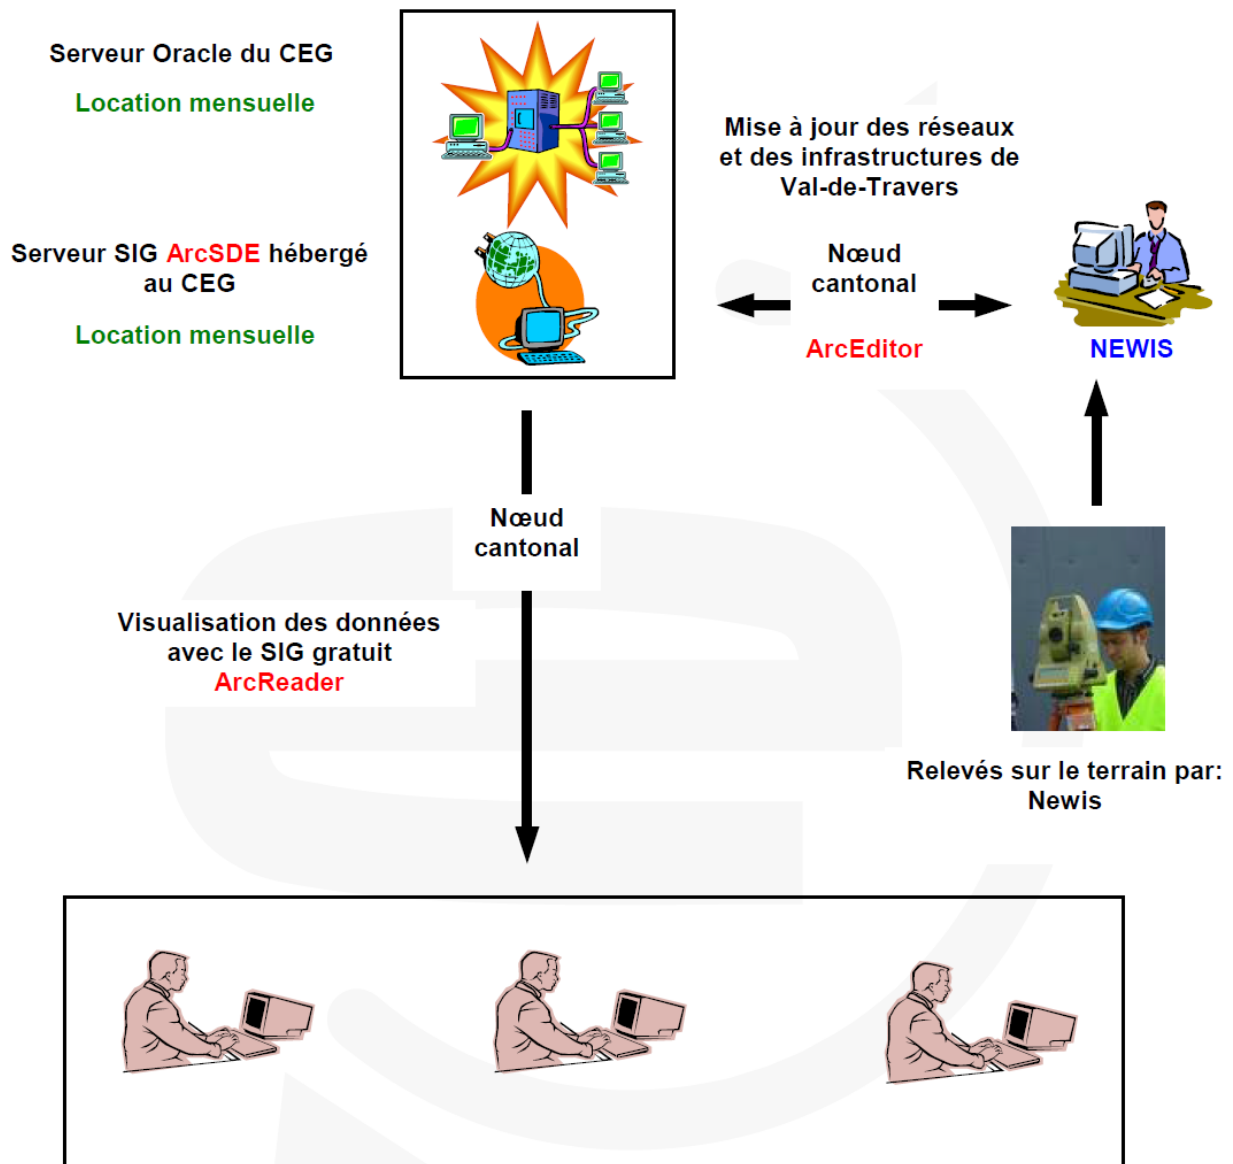 Serveur Oracle du CEG
Location mensuelle
Serveur SIG ArcSDE hébergé
au CEG
Location mensuelle
Mise à jour des réseaux
et des infrastructures de
Val-de-Travers
Nœud
cantonal
ArcEditor
NEWIS
Nœud
cantonal
Visualisation des données
avec le SIG gratuit
ArcReader
Relevés sur le terrain par:
Newis